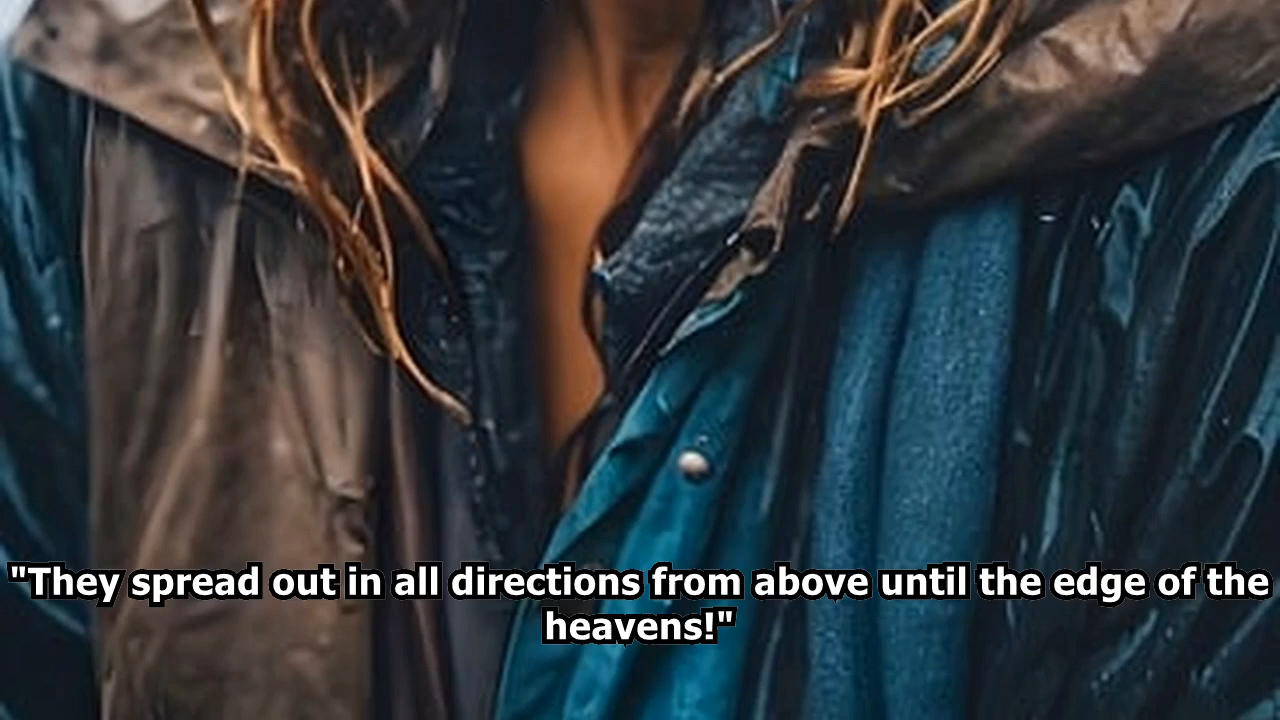 "They spread out in all directions from above until the edge of the
heavens!"